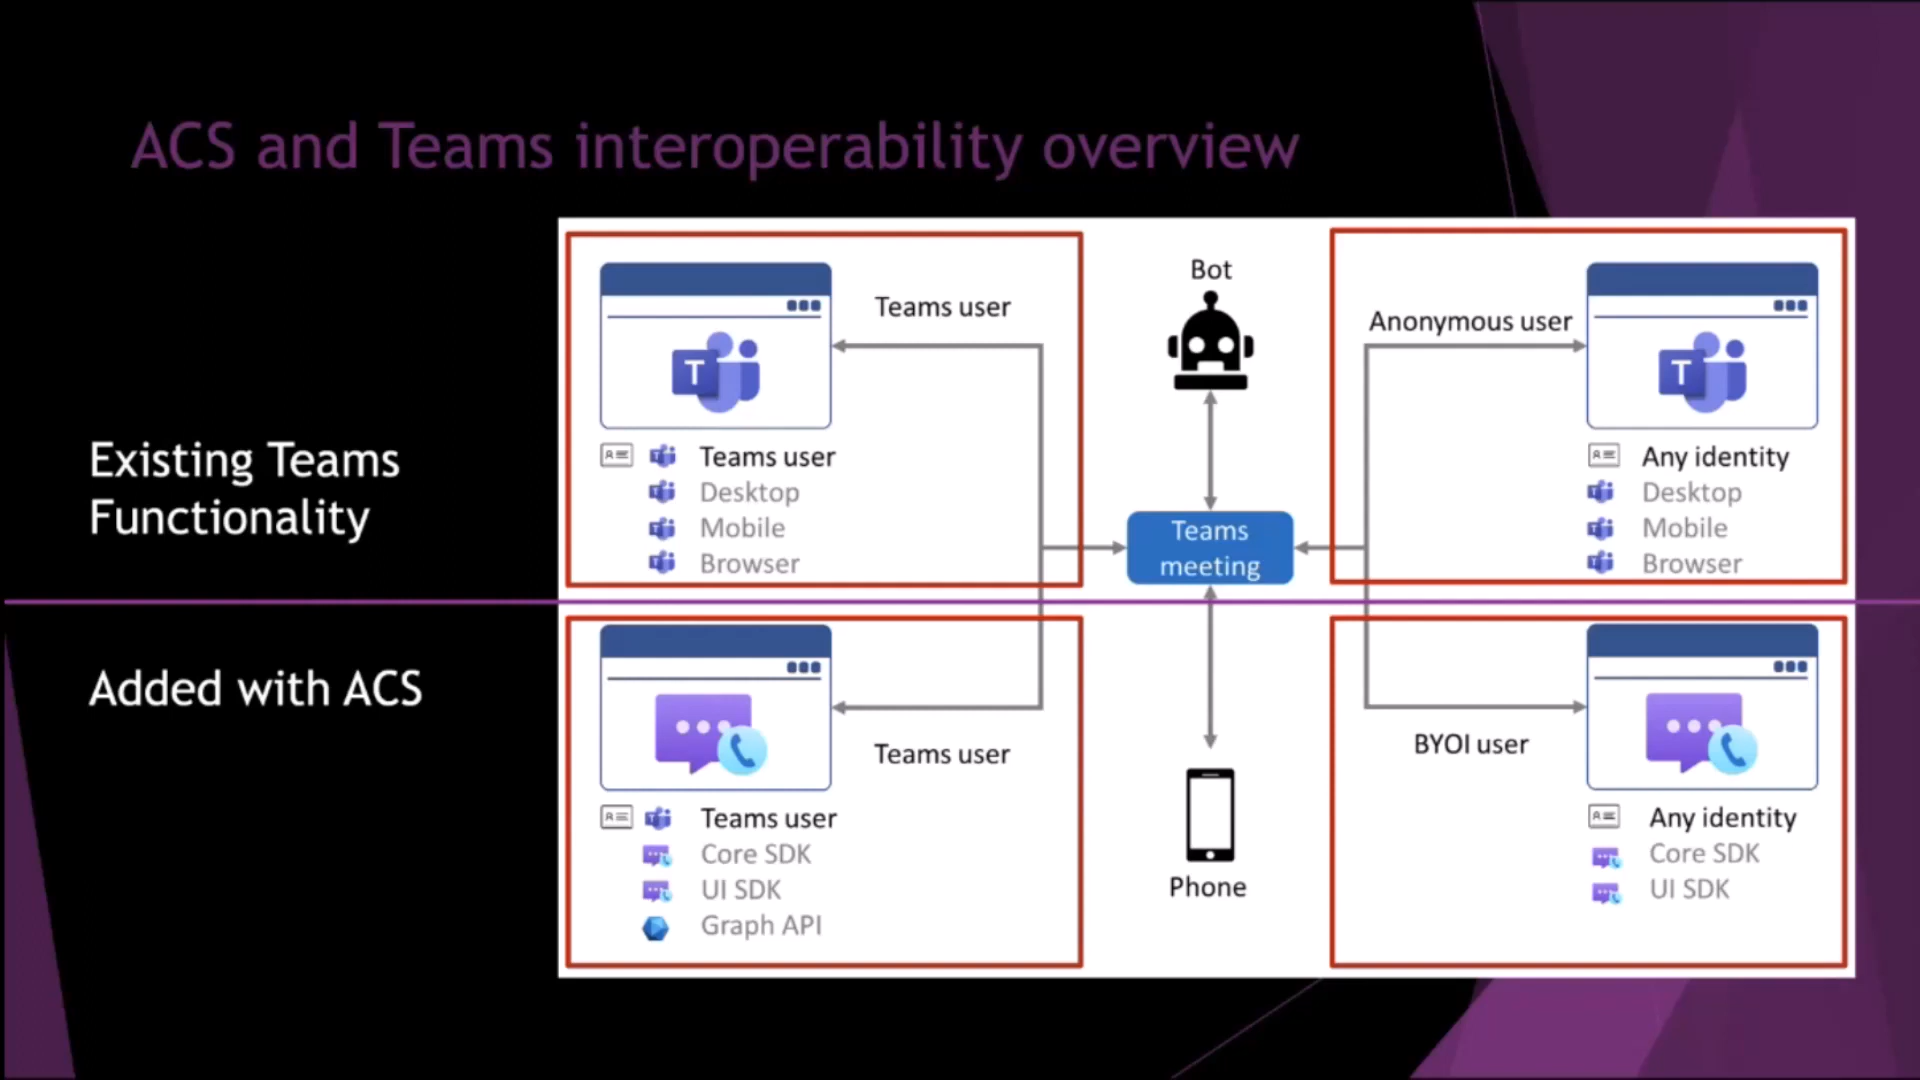 ACS and Teams interoperability overview
Existing Teams
Functionality
Added with ACS
Teams user
T
Teams user
Desktop
Mobile
Browser
Bot
Teams
meeting
Phone
Anonymous user
T
Any identity
Desktop
Mobile
Browser
Teams user
Teams user
Core SDK
UI SDK
Graph API
BYOI user
Any identity
Core SDK
UI SDK